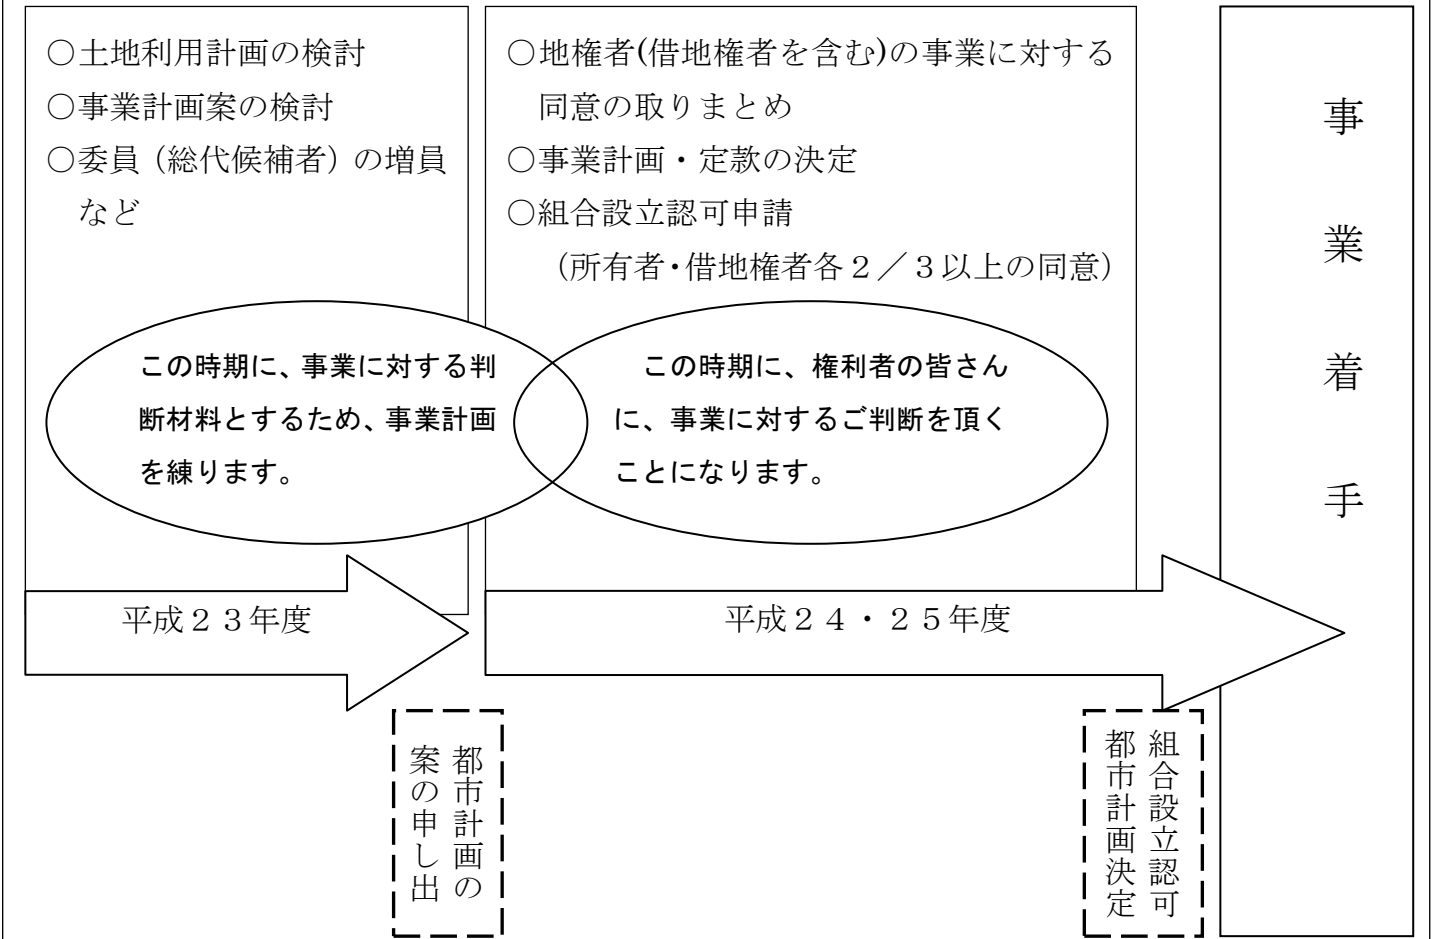 ○土地利用計画の検討
○事業計画案の検討
○委員（総代候補者）の増員
など
この時期に、事業に対する判
断材料とするため、事業計画
を練ります。
平成２３年度
都市計画の
案の申し出
○地権者(借地権者を含む)の事業に対する
同意の取りまとめ
○事業計画・定款の決定
○組合設立認可申請
（所有者・借地権者各２／３以上の同意）
この時期に、権利者の皆さん
に、事業に対するご判断を頂く
ことになります。
平成２４・２５年度
組合設立認可
都市計画決定
事業着手